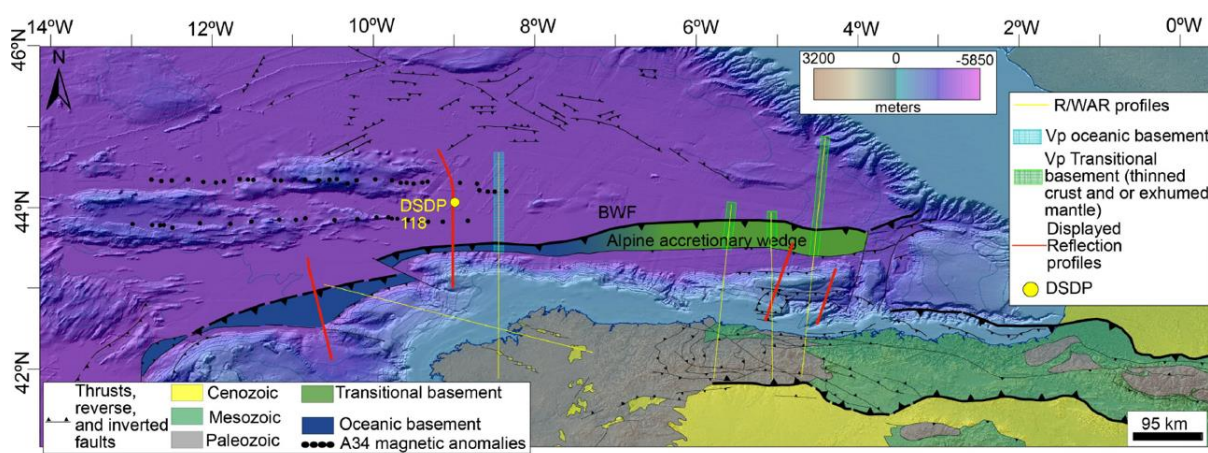 14ºW 12ºW 10ºW 8ºW 6ºW 4ºW 2ºW 0ºW
46ºN
44ºN
42ºN
N
3200 0 -5850
meters
R/WAR profiles
Vp oceanic basement
Vp Transitional
basement (thinned
crust and or exhumed
mantle)
Displayed
Reflection
profiles
DSDP
DSDP
118
BWF
Alpine accretionary wedge
Thrusts,
reverse,
and inverted
faults
Cenozoic
Mesozoic
Paleozoic
Transitional basement
Oceanic basement
A34 magnetic anomalies
95 km